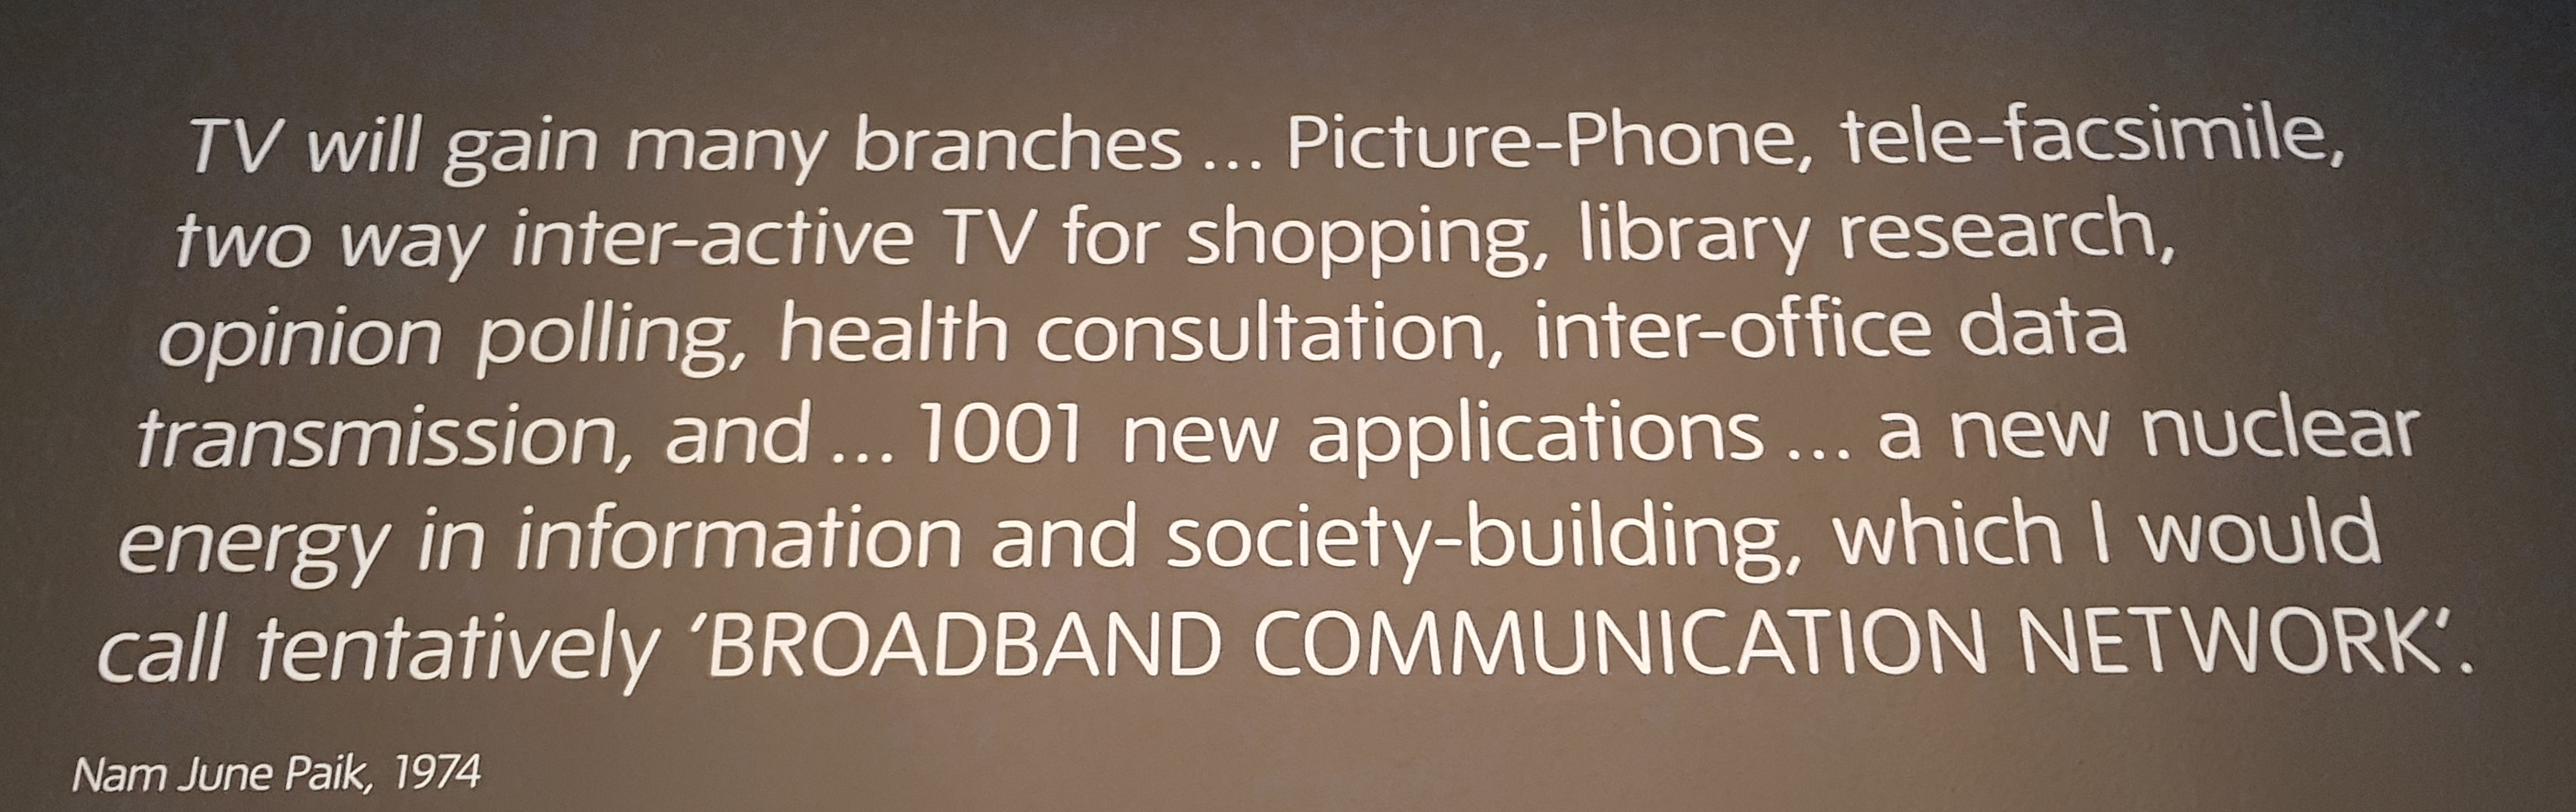 TV will gain many branches ... Picture-Phone, tele-facsimile,
two way inter-active TV for shopping, library research,
opinion polling, health consultation, inter-office data
transmission, and ... 1001 new applications ... a new nuclear
energy in information and society-building, which I would
call tentatively ‘BROADBAND COMMUNICATION NETWORK’.
Nam June Paik, 1974